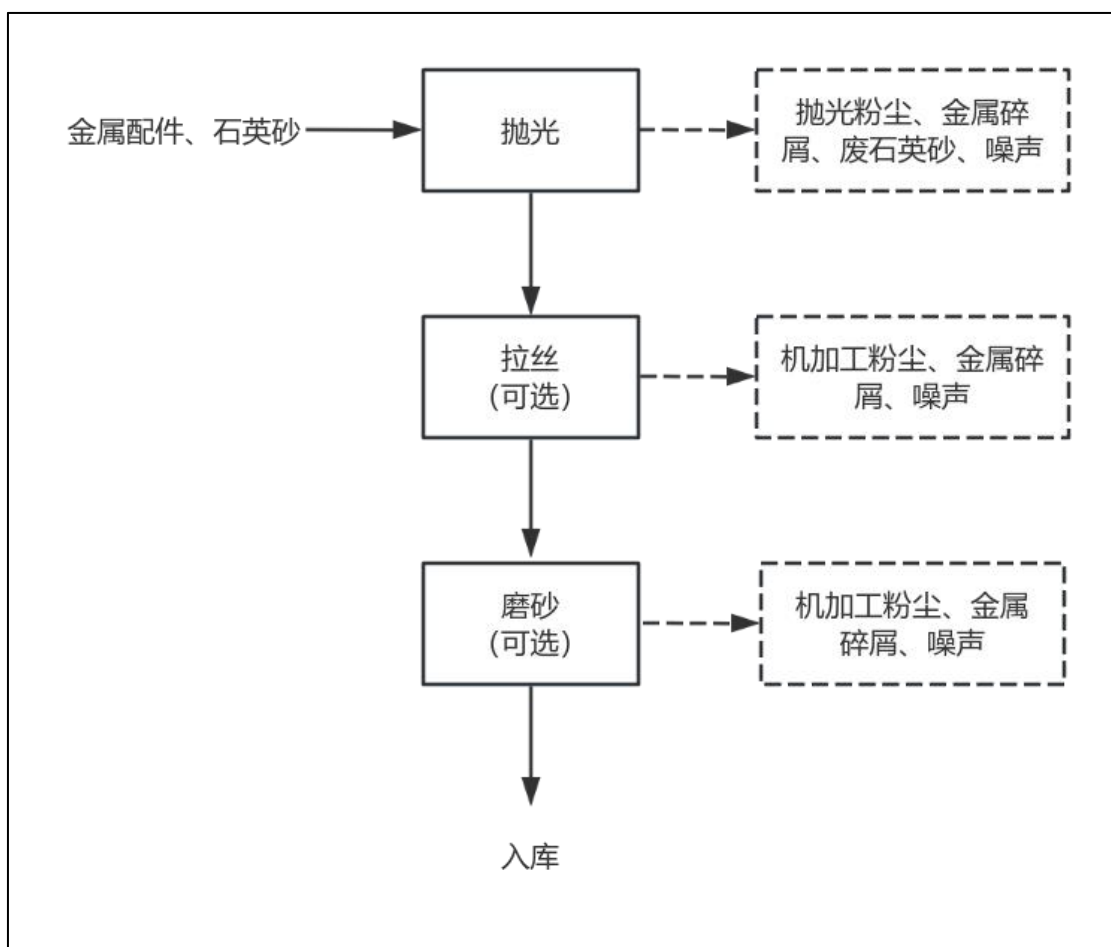 金属配件、石英砂
抛光
抛光粉尘、金属碎
屑、废石英砂、噪声
拉丝
(可选)
机加工粉尘、金属碎
屑、噪声
磨砂
(可选)
机加工粉尘、金属
碎屑、噪声
入库